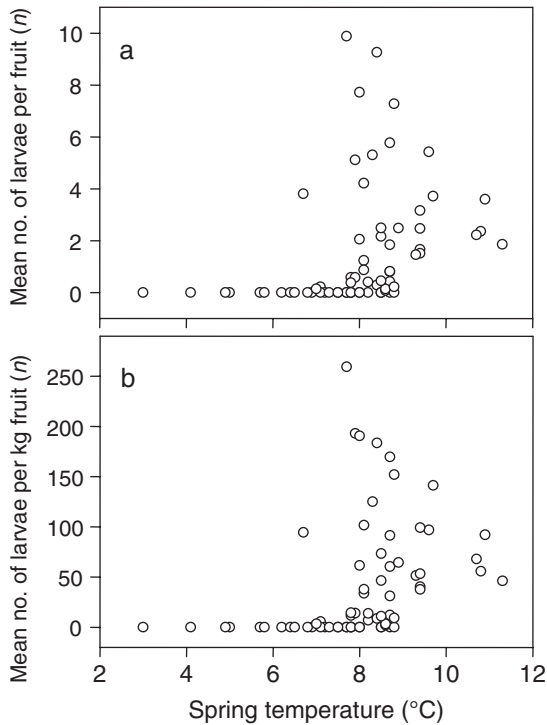 Mean no. of larvae per fruit (n)
10
8
6
4
2
0
a
Mean no. of larvae per kg fruit (n)
250
200
150
100
50
0
b
2 4 6 8 10 12
Spring temperature (°C)